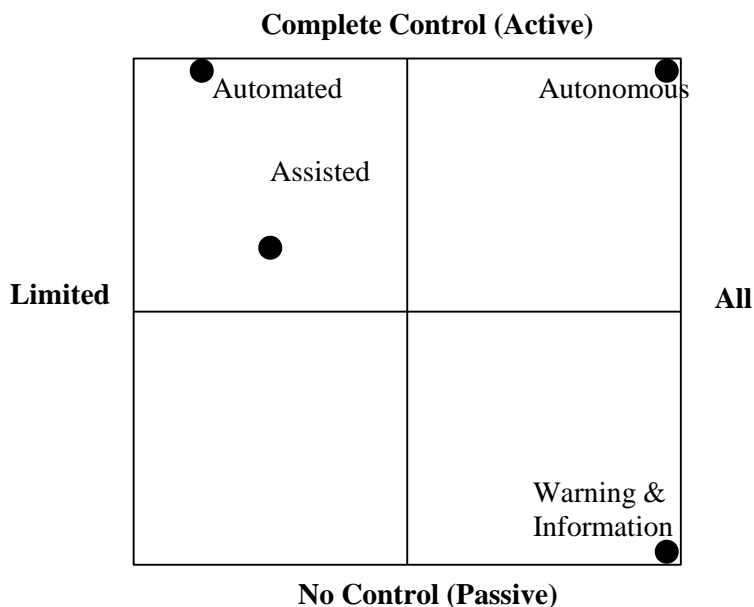 Complete Control (Active)
Automated
Autonomous
Assisted
Limited
All
Warning &
Information
No Control (Passive)